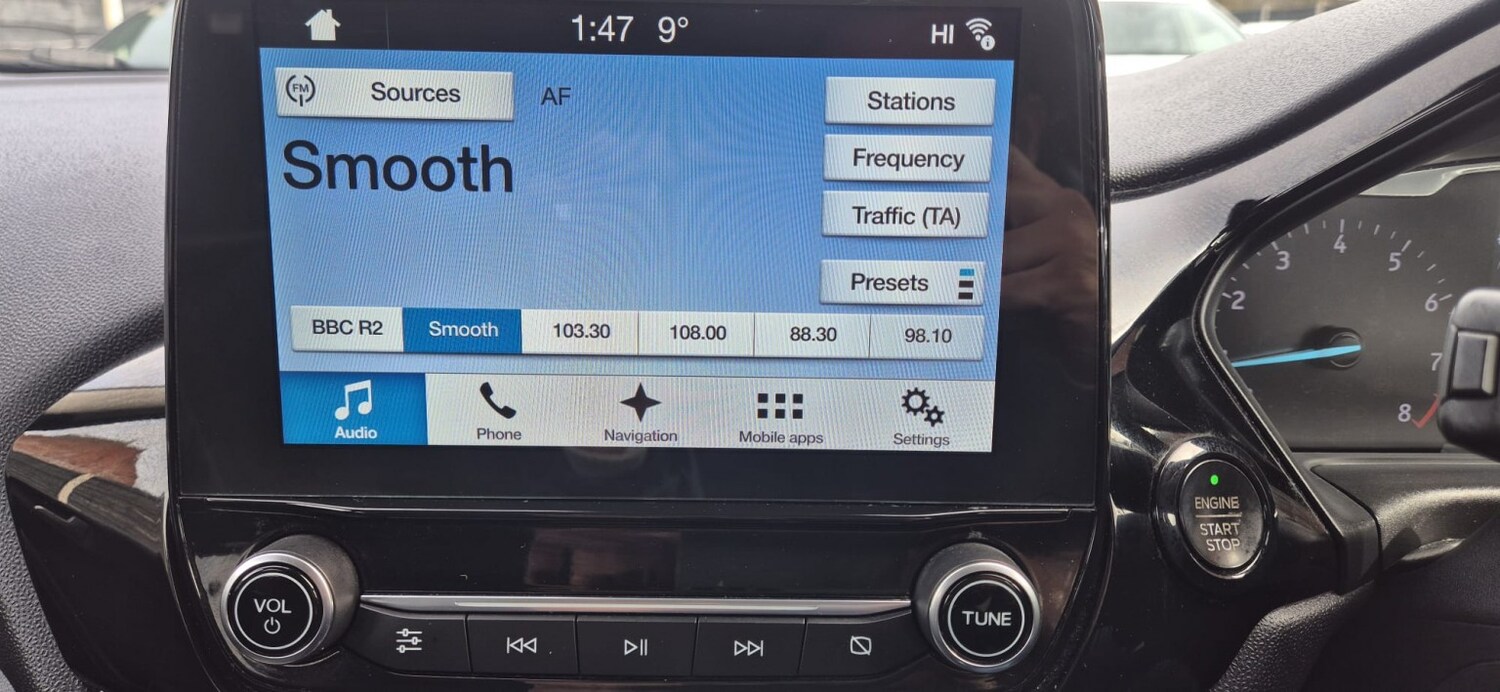 1:47 9° HI
FM Sources AF Stations
Smooth
Frequency
Traffic (TA)
Presets
BBC R2 Smooth 103.30 108.00 88.30 98.10
Audio Phone Navigation Mobile apps Settings
2 3 4 5 6 7 8
ENGINE
START
STOP
VOL
TUNE